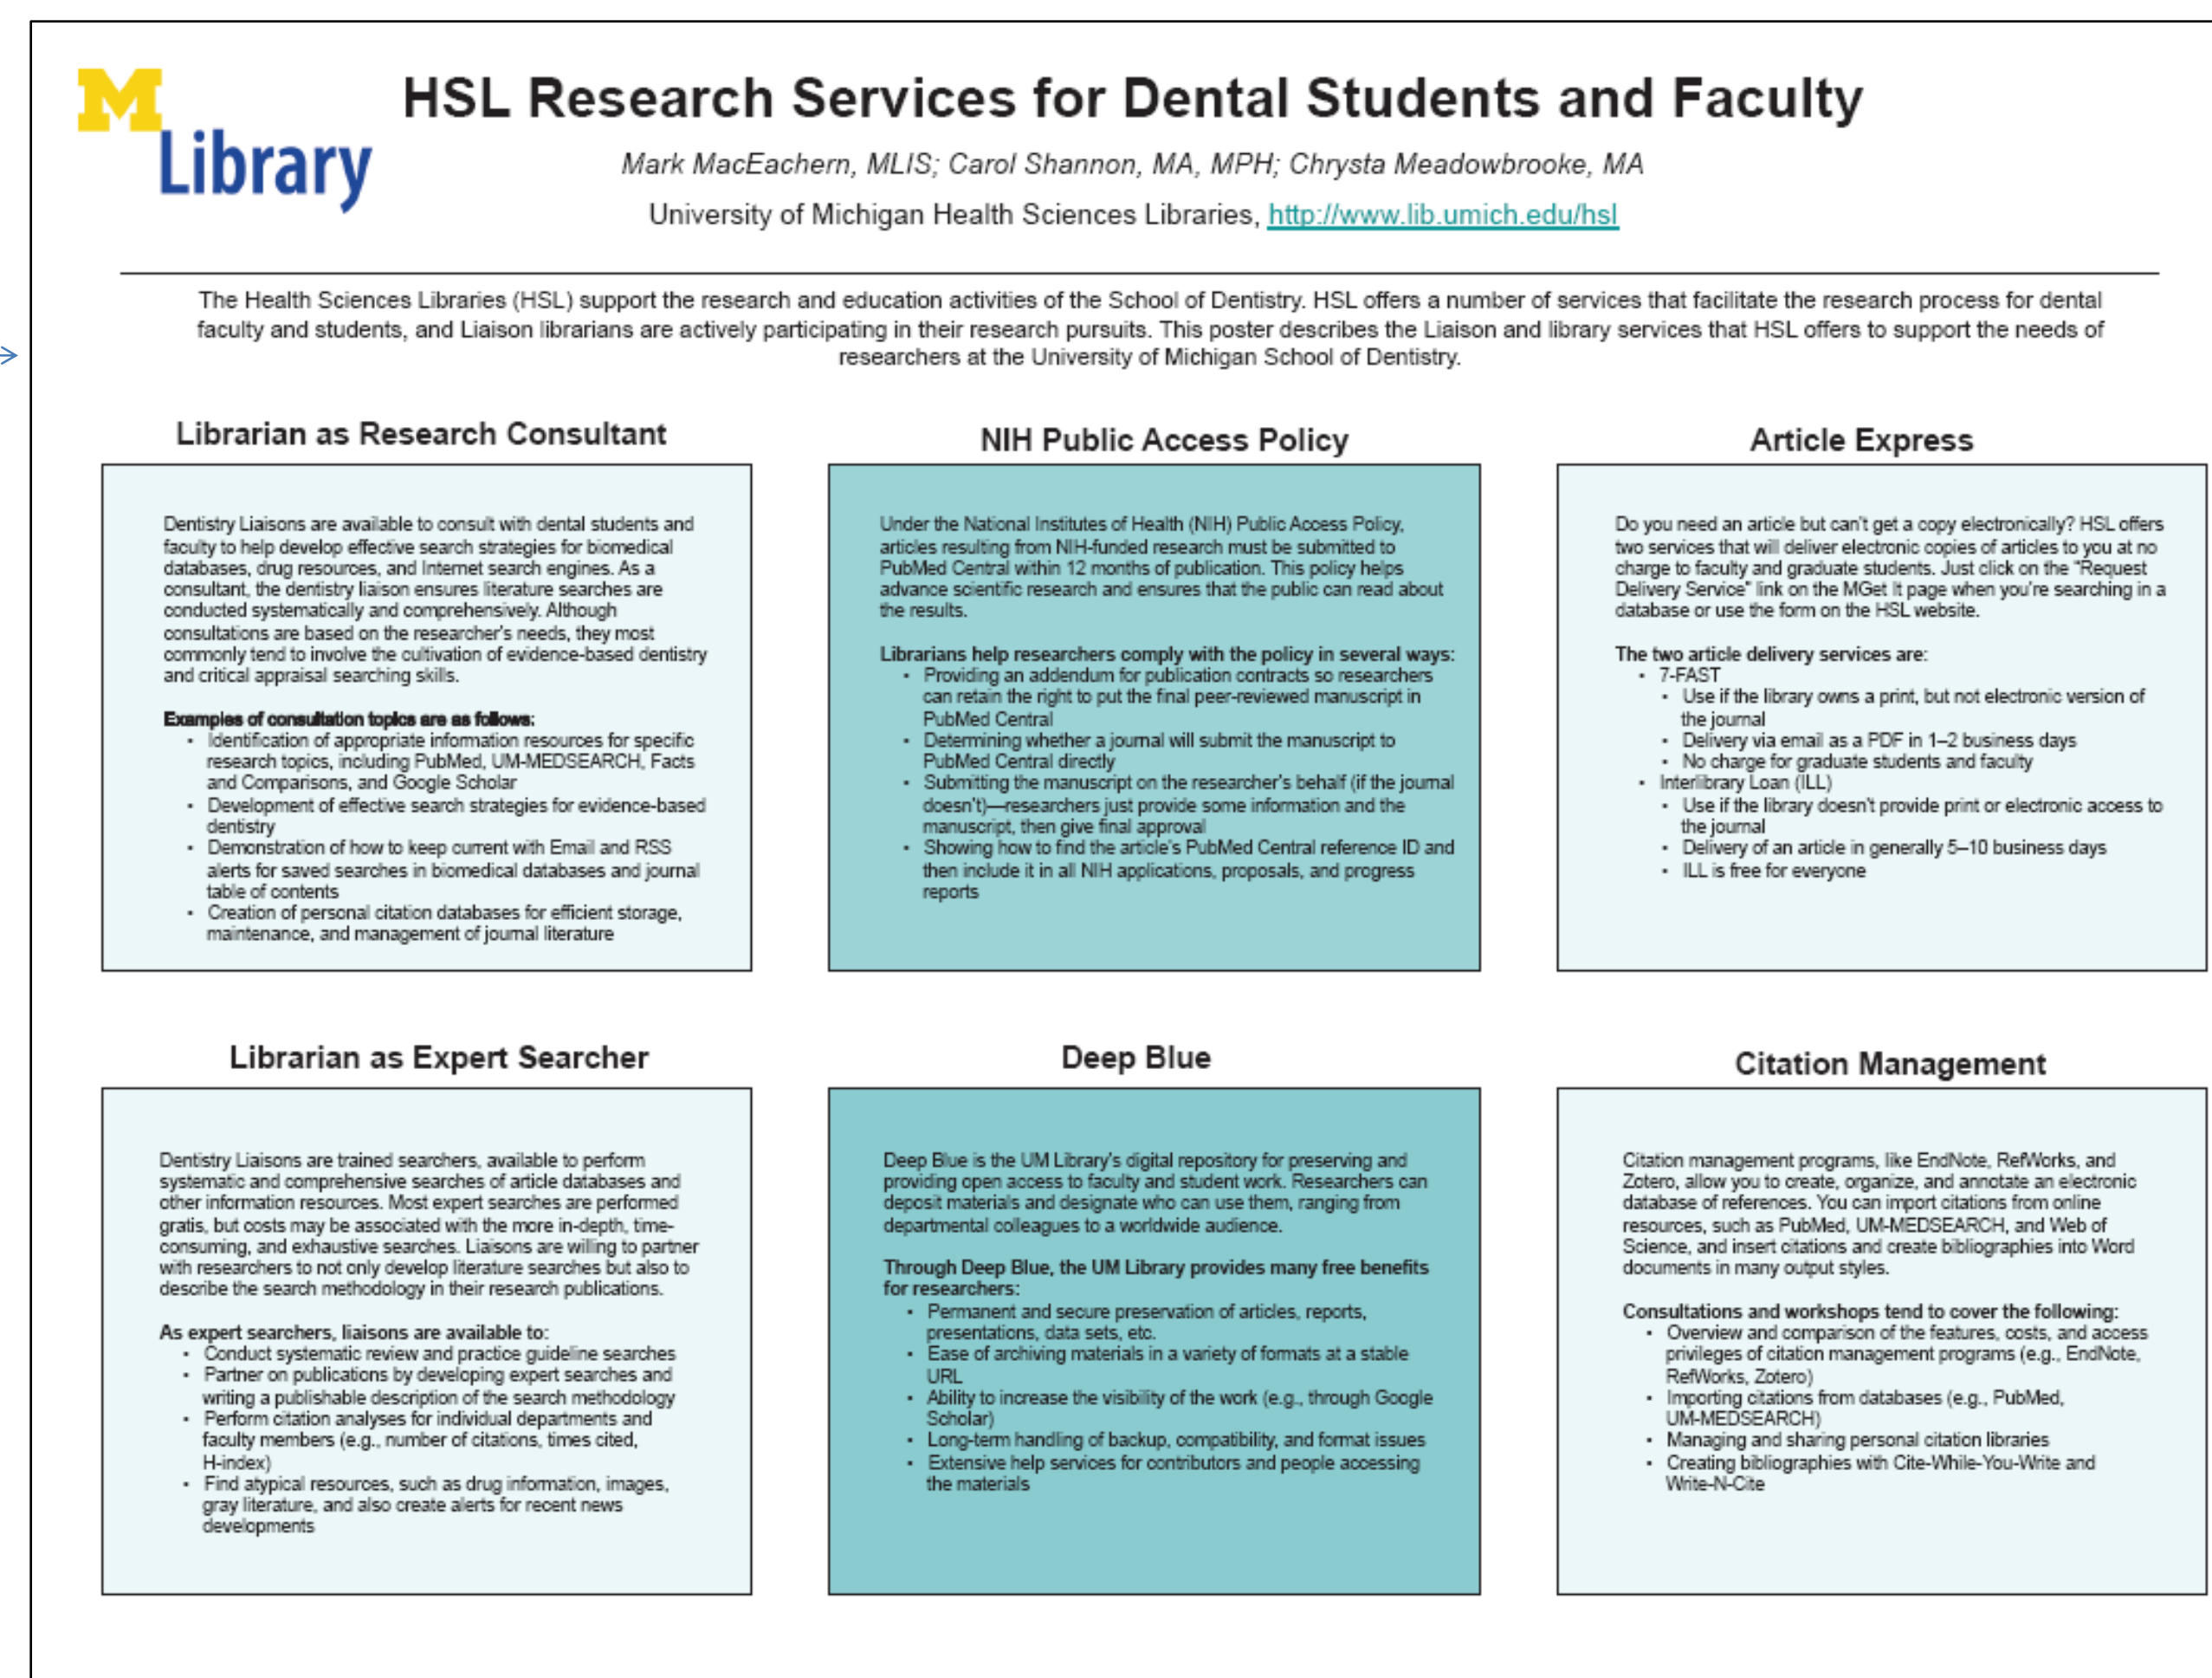 M
Library
HSL Research Services for Dental Students and Faculty
Mark MacEachern, MLIS; Carol Shannon, MA, MPH; Chrysta Meadowbrooke, MA
University of Michigan Health Sciences Libraries, http://www.lib.umich.edu/hsl
The Health Sciences Libraries (HSL) support the research and education activities of the School of Dentistry. HSL offers a number of services that facilitate the research process for dental
faculty and students, and Liaison librarians are actively participating in their research pursuits. This poster describes the Liaison and library services that HSL offers to support the needs of
researchers at the University of Michigan School of Dentistry.
Librarian as Research Consultant
Dentistry Liaisons are available to consult with dental students and
faculty to help develop effective search strategies for biomedical
databases, drug resources, and Internet search engines. As a
consultant, the dentistry liaison ensures literature searches are
conducted systematically and comprehensively. Although
consultations are based on the researcher's needs, they most
commonly tend to involve the cultivation of evidence-based dentistry
and critical appraisal searching skills.
Examples of consultation topics are as follows:
▪ Identification of appropriate information resources for specific
research topics, including PubMed, UM-MEDSEARCH, Facts
and Comparisons, and Google Scholar
▪ Development of effective search strategies for evidence-based
dentistry
▪ Demonstration of how to keep current with Email and RSS
alerts for saved searches in biomedical databases and journal
table of contents
▪ Creation of personal citation databases for efficient storage,
maintenance, and management of journal literature
NIH Public Access Policy
Under the National Institutes of Health (NIH) Public Access Policy,
articles resulting from NIH-funded research must be submitted to
PubMed Central within 12 months of publication. This policy helps
advance scientific research and ensures that the public can read about
the results.
Librarians help researchers comply with the policy in several ways:
▪ Providing an addendum for publication contracts so researchers
can retain the right to put the final peer-reviewed manuscript in
PubMed Central
▪ Determining whether a journal will submit the manuscript to
PubMed Central directly
▪ Submitting the manuscript on the researcher's behalf (if the journal
doesn't)—researchers just provide some information and the
manuscript, then give final approval
▪ Showing how to find the article's PubMed Central reference ID and
then include it in all NIH applications, proposals, and progress
reports
Article Express
Do you need an article but can't get a copy electronically? HSL offers
two services that will deliver electronic copies of articles to you at no
charge to faculty and graduate students. Just click on the "Request
Delivery Service" link on the MGet It page when you're searching in a
database or use the form on the HSL website.
The two article delivery services are:
▪ 7-FAST
▪ Use if the library owns a print, but not electronic version of
the journal
▪ Delivery via email as a PDF in 1–2 business days
▪ No charge for graduate students and faculty
▪ Interlibrary Loan (ILL)
▪ Use if the library doesn't provide print or electronic access to
the journal
▪ Delivery of an article in generally 5–10 business days
▪ ILL is free for everyone
Librarian as Expert Searcher
Dentistry Liaisons are trained searchers, available to perform
systematic and comprehensive searches of article databases and
other information resources. Most expert searches are performed
gratis, but costs may be associated with the more in-depth, time-
consuming, and exhaustive searches. Liaisons are willing to partner
with researchers to not only develop literature searches but also to
describe the search methodology in their research publications.
As expert searchers, liaisons are available to:
▪ Conduct systematic review and practice guideline searches
▪ Partner on publications by developing expert searches and
writing a publishable description of the search methodology
▪ Perform citation analyses for individual departments and
faculty members (e.g., number of citations, times cited,
H-index)
▪ Find atypical resources, such as drug information, images,
gray literature, and also create alerts for recent news
developments
Deep Blue
Deep Blue is the UM Library's digital repository for preserving and
providing open access to faculty and student work. Researchers can
deposit materials and designate who can use them, ranging from
departmental colleagues to a worldwide audience.
Through Deep Blue, the UM Library provides many free benefits
for researchers:
▪ Permanent and secure preservation of articles, reports,
presentations, data sets, etc.
▪ Ease of archiving materials in a variety of formats at a stable
URL
▪ Ability to increase the visibility of the work (e.g., through Google
Scholar)
▪ Long-term handling of backup, compatibility, and format issues
▪ Extensive help services for contributors and people accessing
the materials
Citation Management
Citation management programs, like EndNote, RefWorks, and
Zotero, allow you to create, organize, and annotate an electronic
database of references. You can import citations from online
resources, such as PubMed, UM-MEDSEARCH, and Web of
Science, and insert citations and create bibliographies into Word
documents in many output styles.
Consultations and workshops tend to cover the following:
▪ Overview and comparison of the features, costs, and access
privileges of citation management programs (e.g., EndNote,
RefWorks, Zotero)
▪ Importing citations from databases (e.g., PubMed,
UM-MEDSEARCH)
▪ Managing and sharing personal citation libraries
▪ Creating bibliographies with Cite-While-You-Write and
Write-N-Cite